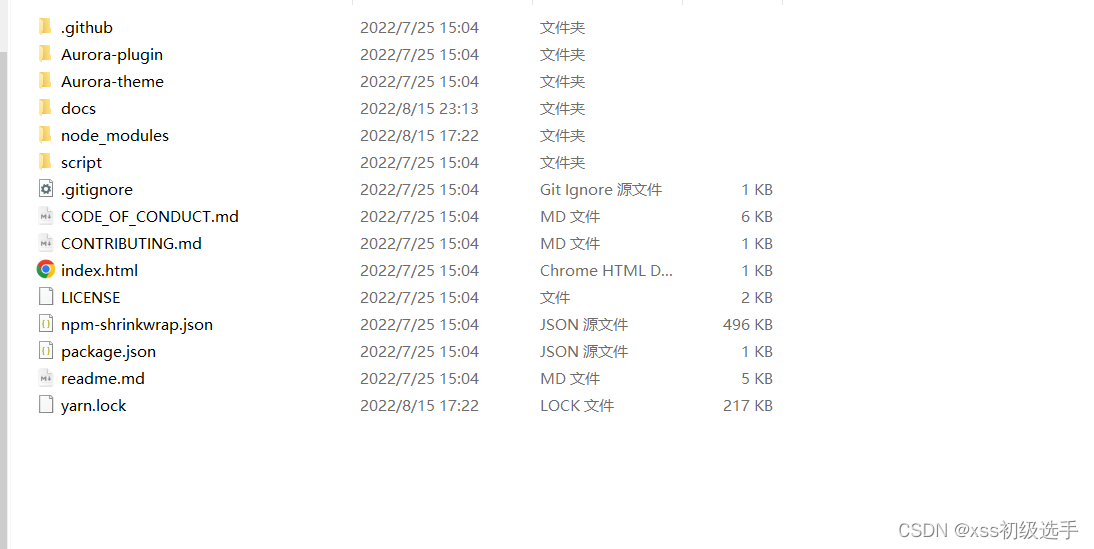 .github 2022/7/25 15:04 文件夹
Aurora-plugin 2022/7/25 15:04 文件夹
Aurora-theme 2022/7/25 15:04 文件夹
docs 2022/8/15 23:13 文件夹
node_modules 2022/8/15 17:22 文件夹
script 2022/7/25 15:04 文件夹
.gitignore 2022/7/25 15:04 Git Ignore 源文件 1 KB
CODE_OF_CONDUCT.md 2022/7/25 15:04 MD 文件 6 KB
CONTRIBUTING.md 2022/7/25 15:04 MD 文件 1 KB
index.html 2022/7/25 15:04 Chrome HTML D... 1 KB
LICENSE 2022/7/25 15:04 文件 2 KB
npm-shrinkwrap.json 2022/7/25 15:04 JSON 源文件 496 KB
package.json 2022/7/25 15:04 JSON 源文件 1 KB
readme.md 2022/7/25 15:04 MD 文件 5 KB
yarn.lock 2022/8/15 17:22 LOCK 文件 217 KB
CSDN @xss初级选手